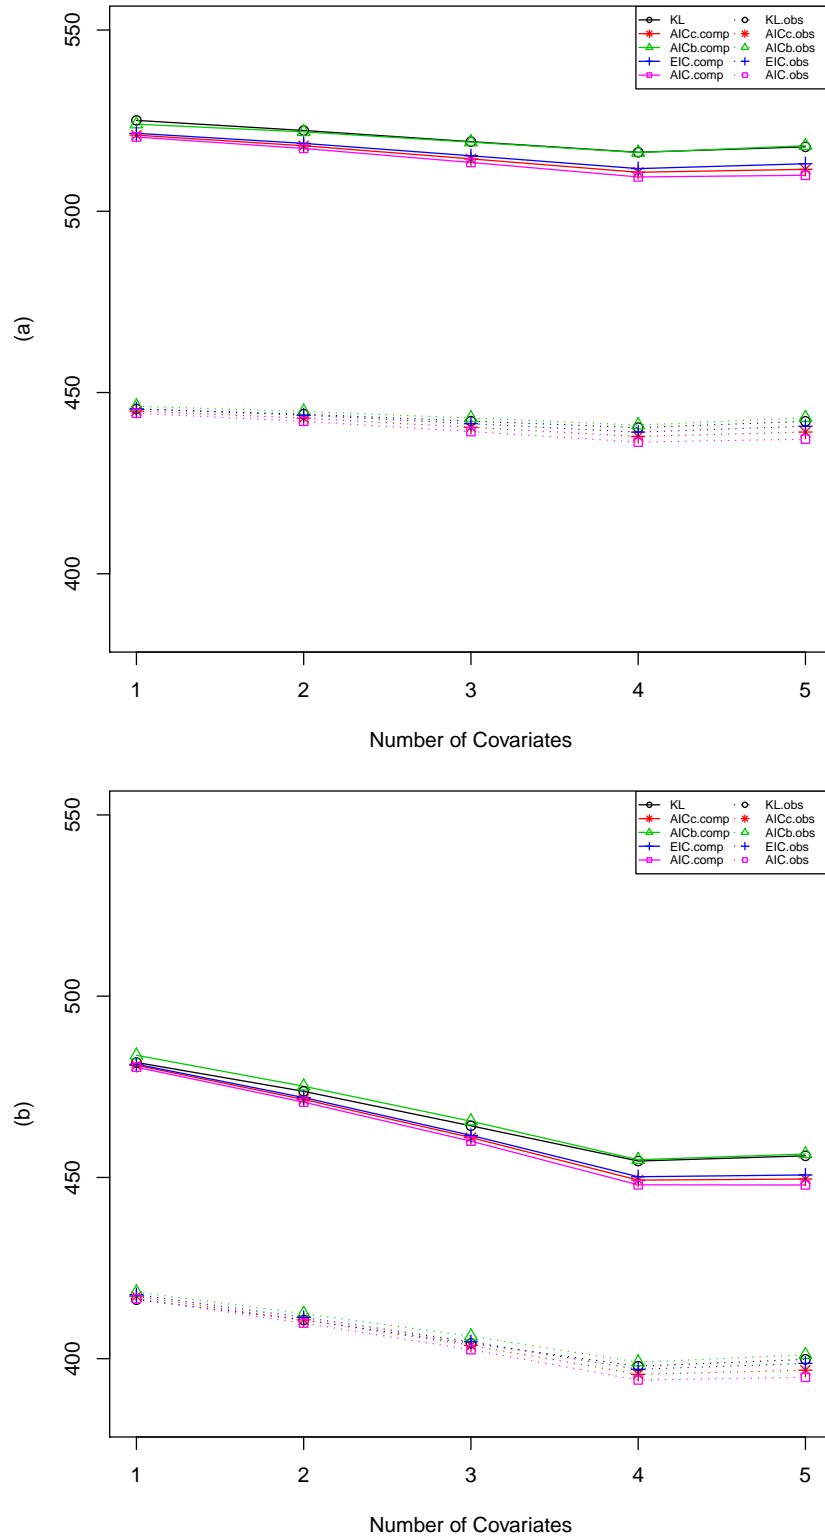 KL KL.obs
AICc.comp AICc.obs
AICb.comp AICb.obs
EIC.comp EIC.obs
AIC.comp AIC.obs
550
500
450
400
(a)
1 2 3 4 5
Number of Covariates
KL KL.obs
AICc.comp AICc.obs
AICb.comp AICb.obs
EIC.comp EIC.obs
AIC.comp AIC.obs
550
500
450
400
(b)
1 2 3 4 5
Number of Covariates